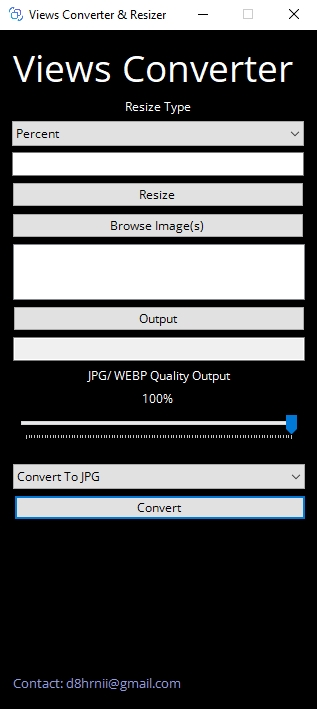 Views Converter & Resizer
Views Converter
Resize Type
Percent
Resize
Browse Image(s)
Output
JPG/ WEBP Quality Output
100%
Convert To JPG
Convert
Contact: d8hrnii@gmail.com